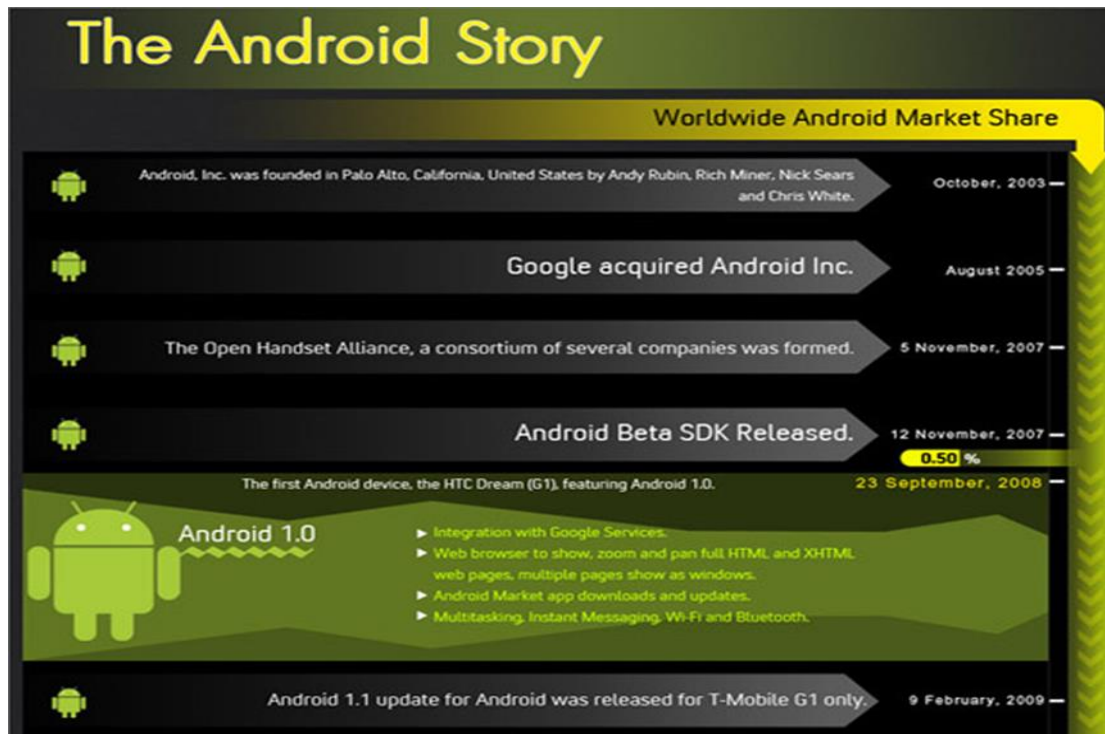 The Android Story
Worldwide Android Market Share
Android, Inc. was founded in Palo Alto, California, United States by Andy Rubin, Rich Miner, Nick Sears
and Chris White.
October, 2003
Google acquired Android Inc.
August 2005
The Open Handset Alliance, a consortium of several companies was formed.
5 November, 2007
Android Beta SDK Released.
12 November, 2007
0.50 %
The first Android device, the HTC Dream (G1), featuring Android 1.0.
23 September, 2008
Android 1.0
Integration with Google Services.
Web browser to show, zoom and pan full HTML and XHTML
web pages, multiple pages show as windows.
Android Market app downloads and updates.
Multitasking, Instant Messaging, Wi-Fi and Bluetooth.
Android 1.1 update for Android was released for T-Mobile G1 only.
9 February, 2009